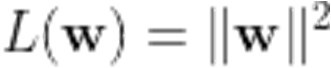 L(𝐰) = ||𝐰||²